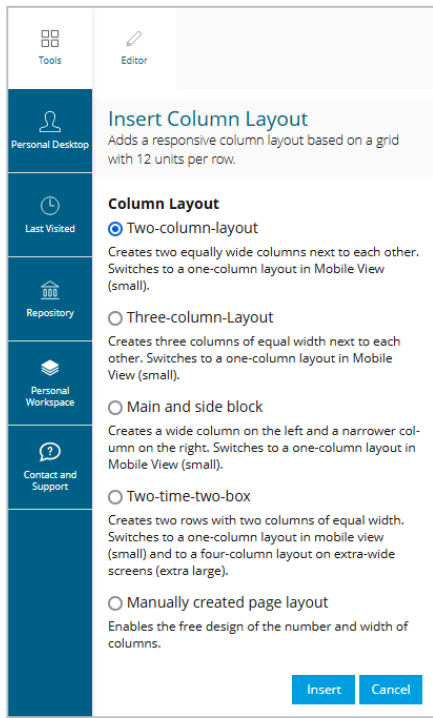 Tools
Editor
Personal Desktop
Last Visited
Repository
Personal
Workspace
Contact and
Support
Insert Column Layout
Adds a responsive column layout based on a grid
with 12 units per row.
Column Layout
Two-column-layout
Creates two equally wide columns next to each other.
Switches to a one-column layout in Mobile View
(small).
Three-column-Layout
Creates three columns of equal width next to each
other. Switches to a one-column layout in Mobile
View (small).
Main and side block
Creates a wide column on the left and a narrower col-
umn on the right. Switches to a one-column layout in
Mobile View (small).
Two-time-two-box
Creates two rows with two columns of equal width.
Switches to a one-column layout in mobile view
(small) and to a four-column layout on extra-wide
screens (extra large).
Manually created page layout
Enables the free design of the number and width of
columns.
Insert
Cancel